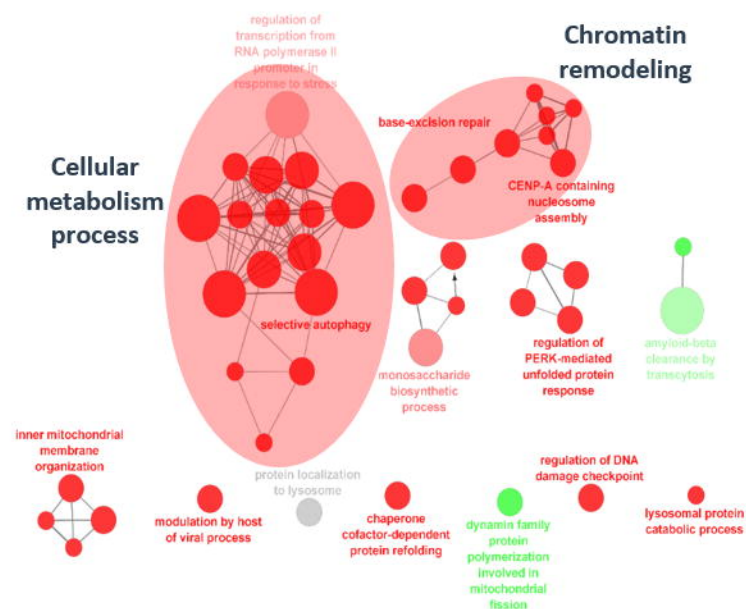 regulation of
transcription from
RNA polymerase II
promoter in
response to stress
Chromatin
remodeling
base-excision repair
Cellular
metabolism
process
CENP-A containing
nucleosome
assembly
selective autophagy
monosaccharide
biosynthetic
process
regulation of
PERK-mediated
unfolded protein
response
amyloid-beta
clearance by
transcytosis
inner mitochondrial
membrane
organization
protein localization
to lysosome
regulation of DNA
damage checkpoint
modulation by host
of viral process
chaperone
cofactor-dependent
protein refolding
dynamin family
protein
polymerization
involved in
mitochondrial
fission
lysosomal protein
catabolic process